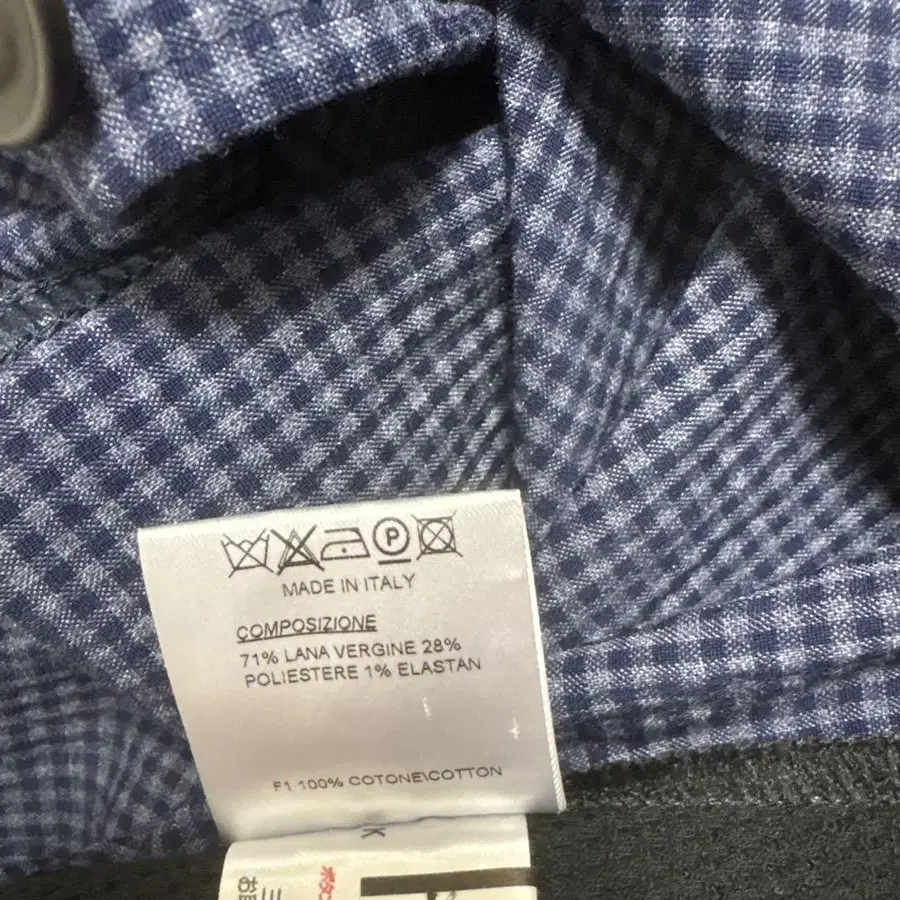 P
MADE IN ITALY
COMPOSIZIONE
71% LANA VERGINE 28%
POLIESTERE 1% ELASTAN
F1 100% COTONE\COTTON
K